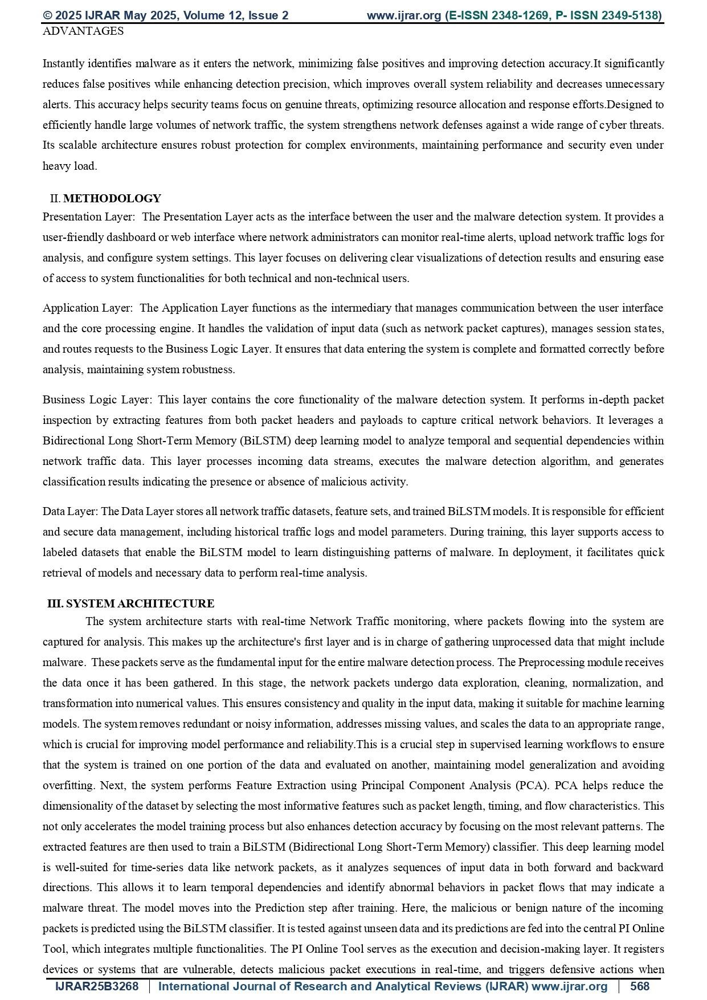 © 2025 IJRAR May 2025, Volume 12, Issue 2 www.ijrar.org (E-ISSN 2348-1269, P- ISSN 2349-5138)
ADVANTAGES
Instantly identifies malware as it enters the network, minimizing false positives and improving detection accuracy.It significantly
reduces false positives while enhancing detection precision, which improves overall system reliability and decreases unnecessary
alerts. This accuracy helps security teams focus on genuine threats, optimizing resource allocation and response efforts.Designed to
efficiently handle large volumes of network traffic, the system strengthens network defenses against a wide range of cyber threats.
Its scalable architecture ensures robust protection for complex environments, maintaining performance and security even under
heavy load.
II. METHODOLOGY
Presentation Layer: The Presentation Layer acts as the interface between the user and the malware detection system. It provides a
user-friendly dashboard or web interface where network administrators can monitor real-time alerts, upload network traffic logs for
analysis, and configure system settings. This layer focuses on delivering clear visualizations of detection results and ensuring ease
of access to system functionalities for both technical and non-technical users.
Application Layer: The Application Layer functions as the intermediary that manages communication between the user interface
and the core processing engine. It handles the validation of input data (such as network packet captures), manages session states,
and routes requests to the Business Logic Layer. It ensures that data entering the system is complete and formatted correctly before
analysis, maintaining system robustness.
Business Logic Layer: This layer contains the core functionality of the malware detection system. It performs in-depth packet
inspection by extracting features from both packet headers and payloads to capture critical network behaviors. It leverages a
Bidirectional Long Short-Term Memory (BiLSTM) deep learning model to analyze temporal and sequential dependencies within
network traffic data. This layer processes incoming data streams, executes the malware detection algorithm, and generates
classification results indicating the presence or absence of malicious activity.
Data Layer: The Data Layer stores all network traffic datasets, feature sets, and trained BiLSTM models. It is responsible for efficient
and secure data management, including historical traffic logs and model parameters. During training, this layer supports access to
labeled datasets that enable the BiLSTM model to learn distinguishing patterns of malware. In deployment, it facilitates quick
retrieval of models and necessary data to perform real-time analysis.
III. SYSTEM ARCHITECTURE
The system architecture starts with real-time Network Traffic monitoring, where packets flowing into the system are
captured for analysis. This makes up the architecture's first layer and is in charge of gathering unprocessed data that might include
malware. These packets serve as the fundamental input for the entire malware detection process. The Preprocessing module receives
the data once it has been gathered. In this stage, the network packets undergo data exploration, cleaning, normalization, and
transformation into numerical values. This ensures consistency and quality in the input data, making it suitable for machine learning
models. The system removes redundant or noisy information, addresses missing values, and scales the data to an appropriate range,
which is crucial for improving model performance and reliability.This is a crucial step in supervised learning workflows to ensure
that the system is trained on one portion of the data and evaluated on another, maintaining model generalization and avoiding
overfitting. Next, the system performs Feature Extraction using Principal Component Analysis (PCA). PCA helps reduce the
dimensionality of the dataset by selecting the most informative features such as packet length, timing, and flow characteristics. This
not only accelerates the model training process but also enhances detection accuracy by focusing on the most relevant patterns. The
extracted features are then used to train a BiLSTM (Bidirectional Long Short-Term Memory) classifier. This deep learning model
is well-suited for time-series data like network packets, as it analyzes sequences of input data in both forward and backward
directions. This allows it to learn temporal dependencies and identify abnormal behaviors in packet flows that may indicate a
malware threat. The model moves into the Prediction step after training. Here, the malicious or benign nature of the incoming
packets is predicted using the BiLSTM classifier. It is tested against unseen data and its predictions are fed into the central PI Online
Tool, which integrates multiple functionalities. The PI Online Tool serves as the execution and decision-making layer. It registers
devices or systems that are vulnerable, detects malicious packet executions in real-time, and triggers defensive actions when
IJRAR25B3268 International Journal of Research and Analytical Reviews (IJRAR) www.ijrar.org 568